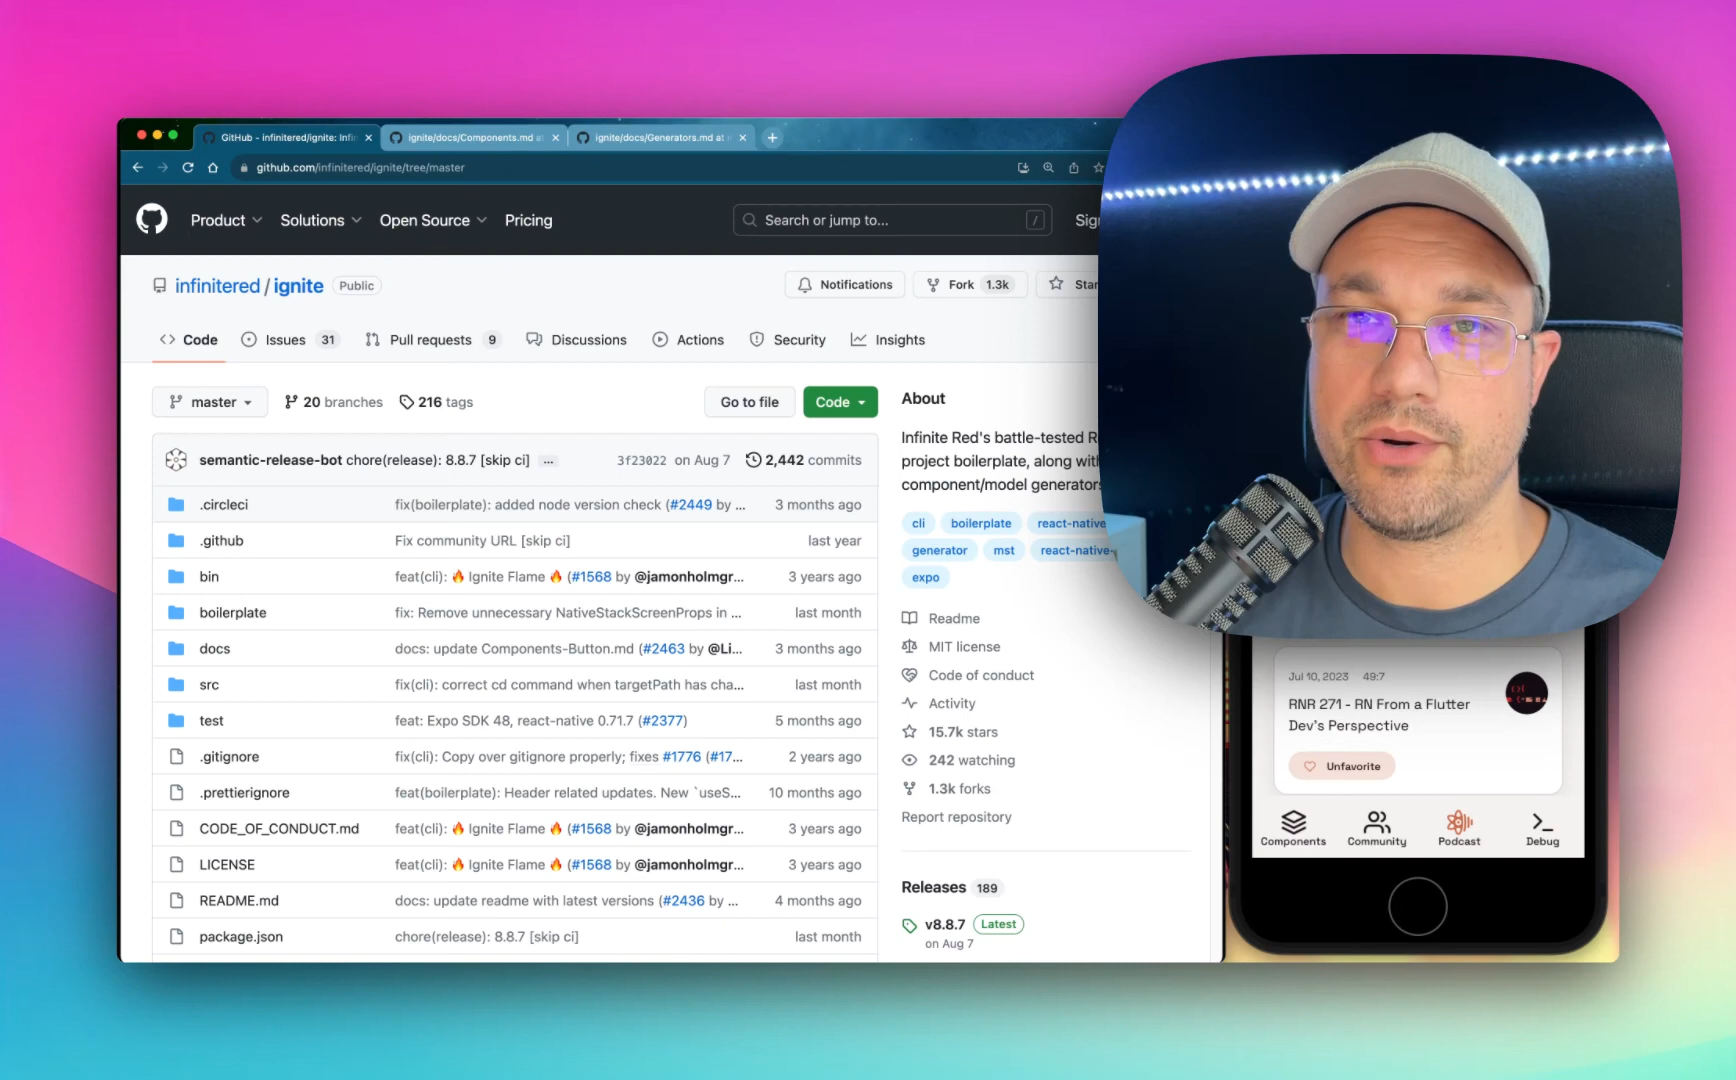 GitHub - infinitered/ignite: Infin
ignite/docs/Components.md at
ignite/docs/Generators.md at
github.com/infinitered/ignite/tree/master
Product
Solutions
Open Source
Pricing
Search or jump to...
/
Sig
infinitered / ignite
Public
Notifications
Fork 1.3k
Star
Code
Issues 31
Pull requests 9
Discussions
Actions
Security
Insights
master
20 branches
216 tags
Go to file
Code
semantic-release-bot chore(release): 8.8.7 [skip ci] ...
3f23022 on Aug 7
2,442 commits
.circleci fix(boilerplate): added node version check (#2449 by ... 3 months ago
.github Fix community URL [skip ci] last year
bin feat(cli): 🔥 Ignite Flame 🔥 (#1568 by @jamonholmgr... 3 years ago
boilerplate fix: Remove unnecessary NativeStackScreenProps in ... last month
docs docs: update Components-Button.md (#2463 by @Li... 3 months ago
src fix(cli): correct cd command when targetPath has cha... last month
test feat: Expo SDK 48, react-native 0.71.7 (#2377) 5 months ago
.gitignore fix(cli): Copy over gitignore properly; fixes #1776 (#17... 2 years ago
.prettierignore feat(boilerplate): Header related updates. New `useS... 10 months ago
CODE_OF_CONDUCT.md feat(cli): 🔥 Ignite Flame 🔥 (#1568 by @jamonholmgr... 3 years ago
LICENSE feat(cli): 🔥 Ignite Flame 🔥 (#1568 by @jamonholmgr... 3 years ago
README.md docs: update readme with latest versions (#2436 by ... 4 months ago
package.json chore(release): 8.8.7 [skip ci] last month
About
Infinite Red's battle-tested R
project boilerplate, along with
component/model generators
cli boilerplate react-native
generator mst react-native-
expo
Readme
MIT license
Code of conduct
Activity
15.7k stars
242 watching
1.3k forks
Report repository
Releases 189
v8.8.7 Latest
on Aug 7
Jul 10, 2023 49:7
RNR 271 - RN From a Flutter
Dev's Perspective
Unfavorite
Components
Community
Podcast
Debug